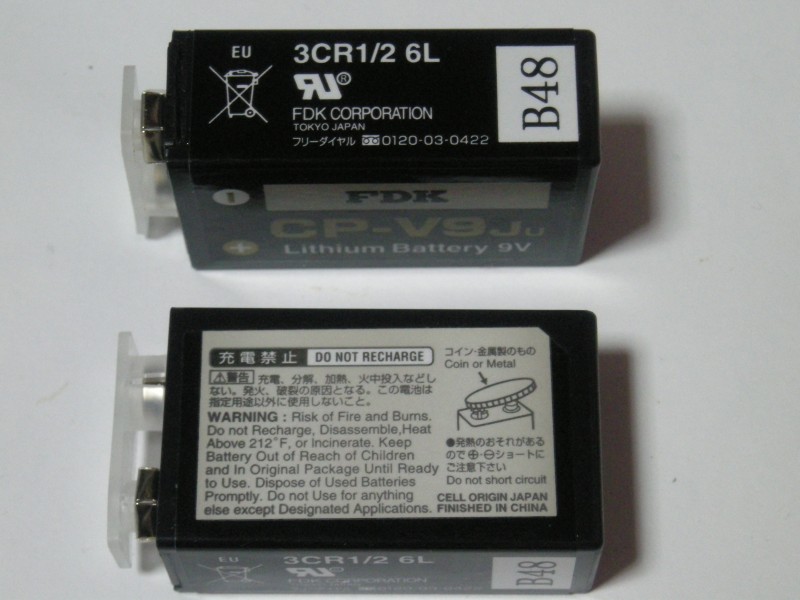 EU
3CR1/2 6L
B48
FDK CORPORATION
TOKYO JAPAN
フリーダイヤル 0120-03-0422
FDK
CP-V9Ju
Lithium Battery 9V
充電禁止 DO NOT RECHARGE
警告 充電、分解、加熱、火中投入などし
ない。発火、破裂の原因となる。この電池は
指定用途以外に使用しないこと。
WARNING : Risk of Fire and Burns.
Do not Recharge, Disassemble,Heat
Above 212°F, or Incinerate. Keep
Battery Out of Reach of Children
and In Original Package Until Ready
to Use. Dispose of Used Batteries
Promptly. Do not Use for anything
else except Designated Applications.
コイン・金属製のもの
Coin or Metal
●発熱のおそれがある
ので⊕・⊖ショートに
ご注意下さい
Do not short circuit
CELL ORIGIN JAPAN
FINISHED IN CHINA
EU
3CR1/2 6L
B48
FDK CORPORATION